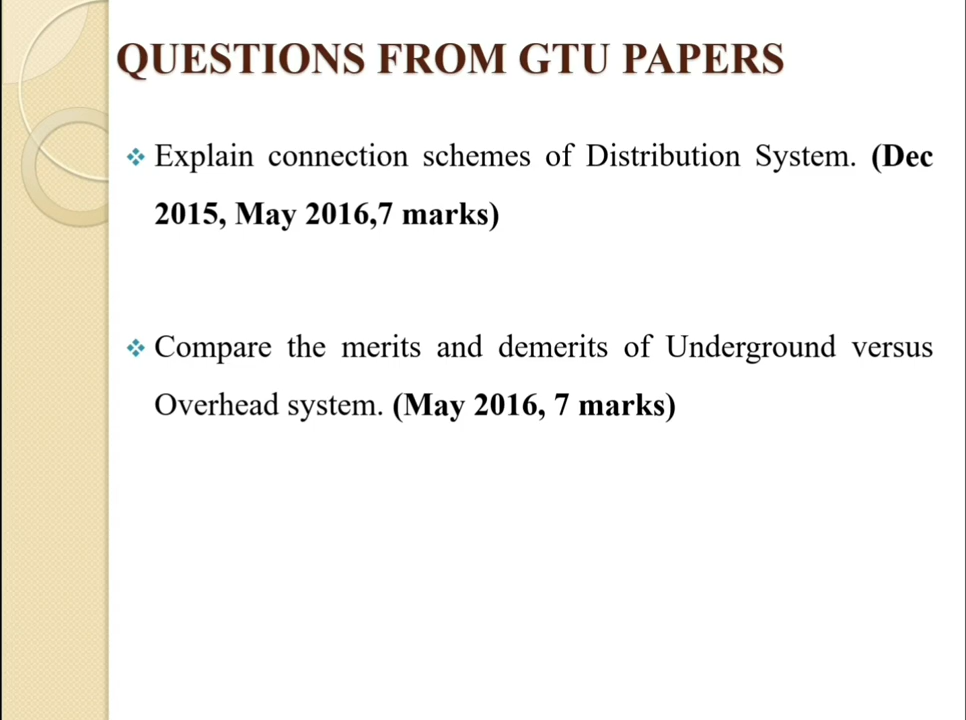 QUESTIONS FROM GTU PAPERS
Explain connection schemes of Distribution System. (Dec
2015, May 2016,7 marks)
Compare the merits and demerits of Underground versus
Overhead system. (May 2016, 7 marks)